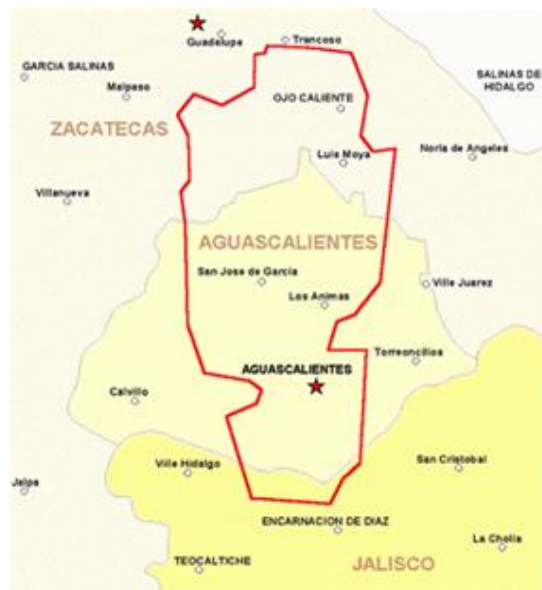 Guadalupe
Trancoso
GARCIA SALINAS
SALINAS DE
HIDALGO
Malpaso
OJO CALIENTE
ZACATECAS
Luis Moya
Noria de Angeles
Villanueva
AGUASCALIENTES
San Jose de Garcia
Ville Juarez
Los Animas
Torreoncilios
AGUASCALIENTES
Calvillo
Ville Hidalgo
San Cristobal
Jalpa
ENCARNACION DE DIAZ
La Cholla
TEOCALTICHE
JALISCO